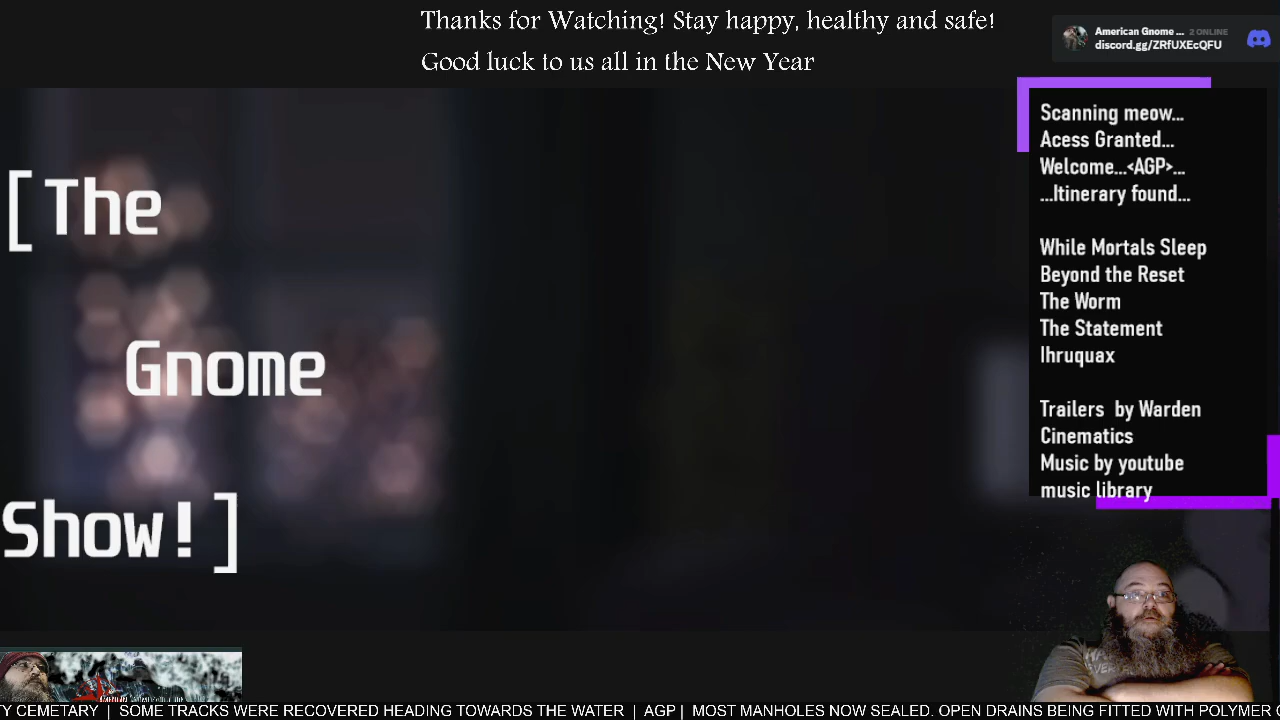 Thanks for Watching! Stay happy, healthy and safe!
Good luck to us all in the New Year
American Gnome ... 2 ONLINE
discord.gg/ZRfUXEcQFU
Scanning meow...
Acess Granted...
Welcome...<AGP>...
...Itinerary found...
While Mortals Sleep
Beyond the Reset
The Worm
The Statement
Ihruquax
Trailers by Warden
Cinematics
Music by youtube
music library
[The
Gnome
Show!]
TY CEMETARY | SOME TRACKS WERE RECOVERED HEADING TOWARDS THE WATER | AGP | MOST MANHOLES NOW SEALED. OPEN DRAINS BEING FITTED WITH POLYMER